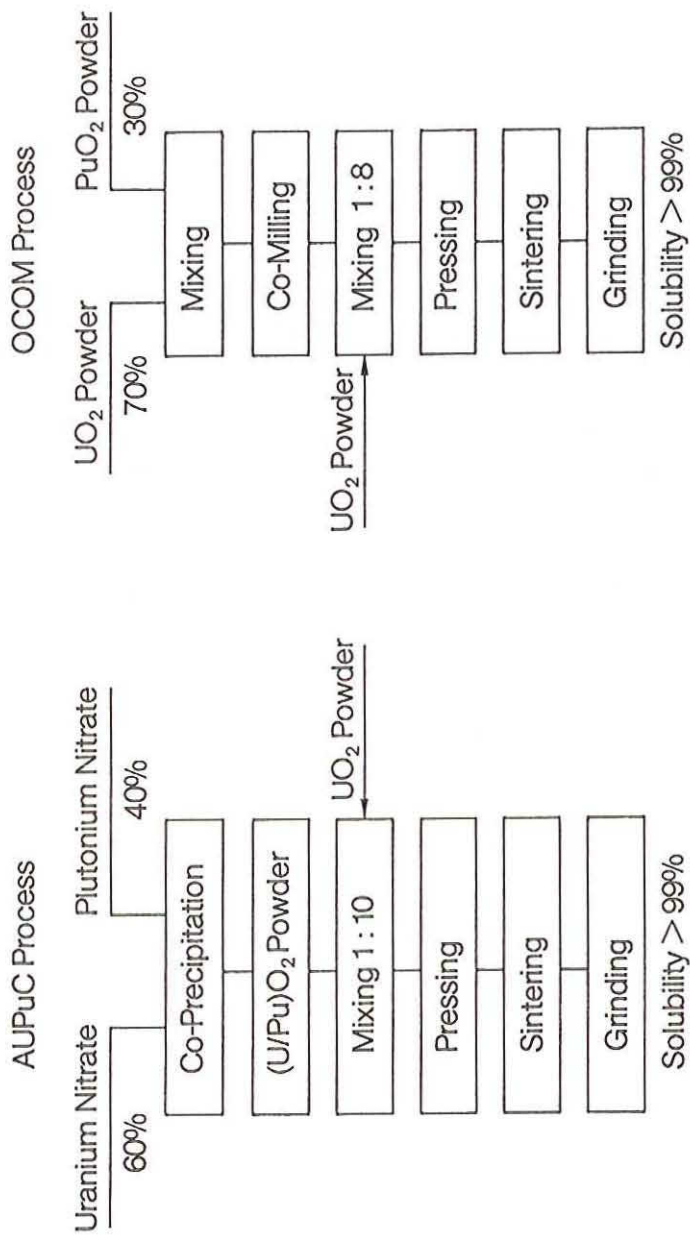 AUPuC Process
Uranium Nitrate
Plutonium Nitrate
60%
40%
Co-Precipitation
(U/Pu)O₂ Powder
UO₂ Powder
Mixing 1 : 10
Pressing
Sintering
Grinding
Solubility > 99%
OCOM Process
UO₂ Powder
PuO₂ Powder
70%
30%
Mixing
Co-Milling
UO₂ Powder
Mixing 1 : 8
Pressing
Sintering
Grinding
Solubility > 99%